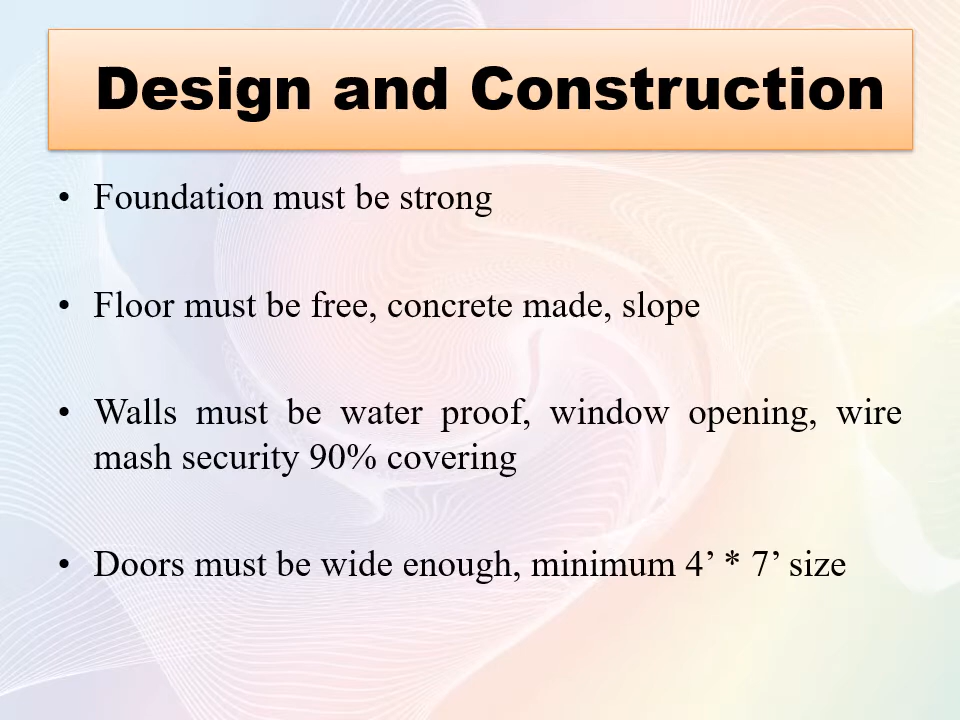 Design and Construction
• Foundation must be strong
• Floor must be free, concrete made, slope
• Walls must be water proof, window opening, wire
mash security 90% covering
• Doors must be wide enough, minimum 4’ * 7’ size